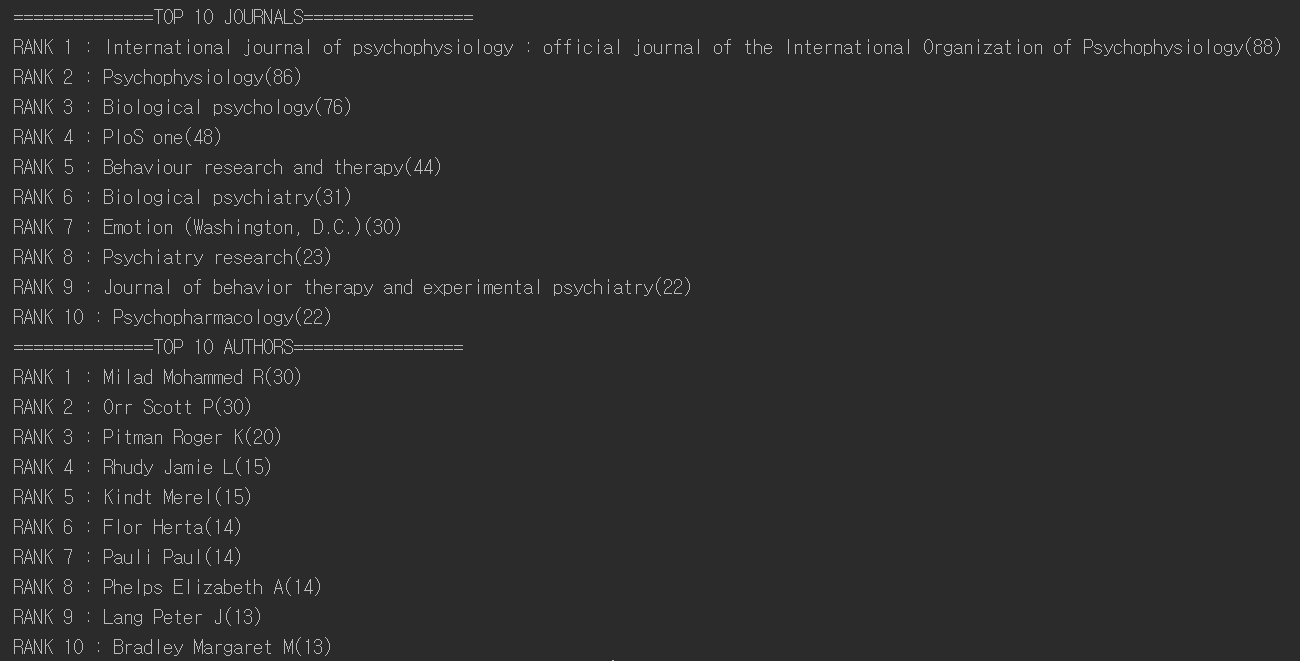 ==============TOP 10 JOURNALS=================
RANK 1 : International journal of psychophysiology : official journal of the International Organization of Psychophysiology(88)
RANK 2 : Psychophysiology(86)
RANK 3 : Biological psychology(76)
RANK 4 : PloS one(48)
RANK 5 : Behaviour research and therapy(44)
RANK 6 : Biological psychiatry(31)
RANK 7 : Emotion (Washington, D.C.)(30)
RANK 8 : Psychiatry research(23)
RANK 9 : Journal of behavior therapy and experimental psychiatry(22)
RANK 10 : Psychopharmacology(22)
==============TOP 10 AUTHORS=================
RANK 1 : Milad Mohammed R(30)
RANK 2 : Orr Scott P(30)
RANK 3 : Pitman Roger K(20)
RANK 4 : Rhudy Jamie L(15)
RANK 5 : Kindt Merel(15)
RANK 6 : Flor Herta(14)
RANK 7 : Pauli Paul(14)
RANK 8 : Phelps Elizabeth A(14)
RANK 9 : Lang Peter J(13)
RANK 10 : Bradley Margaret M(13)